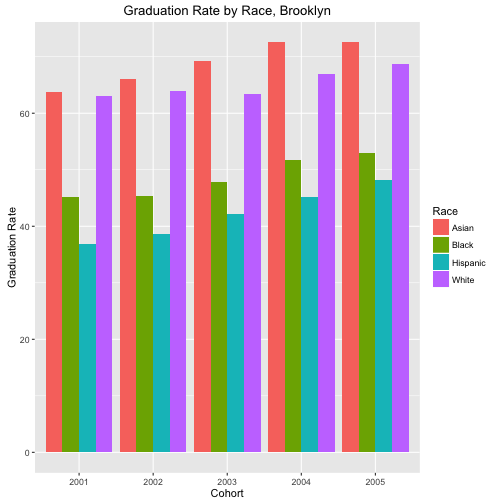 Graduation Rate by Race, Brooklyn
Graduation Rate
60
40
20
0
2001 2002 2003 2004 2005
Cohort
Race
Asian
Black
Hispanic
White